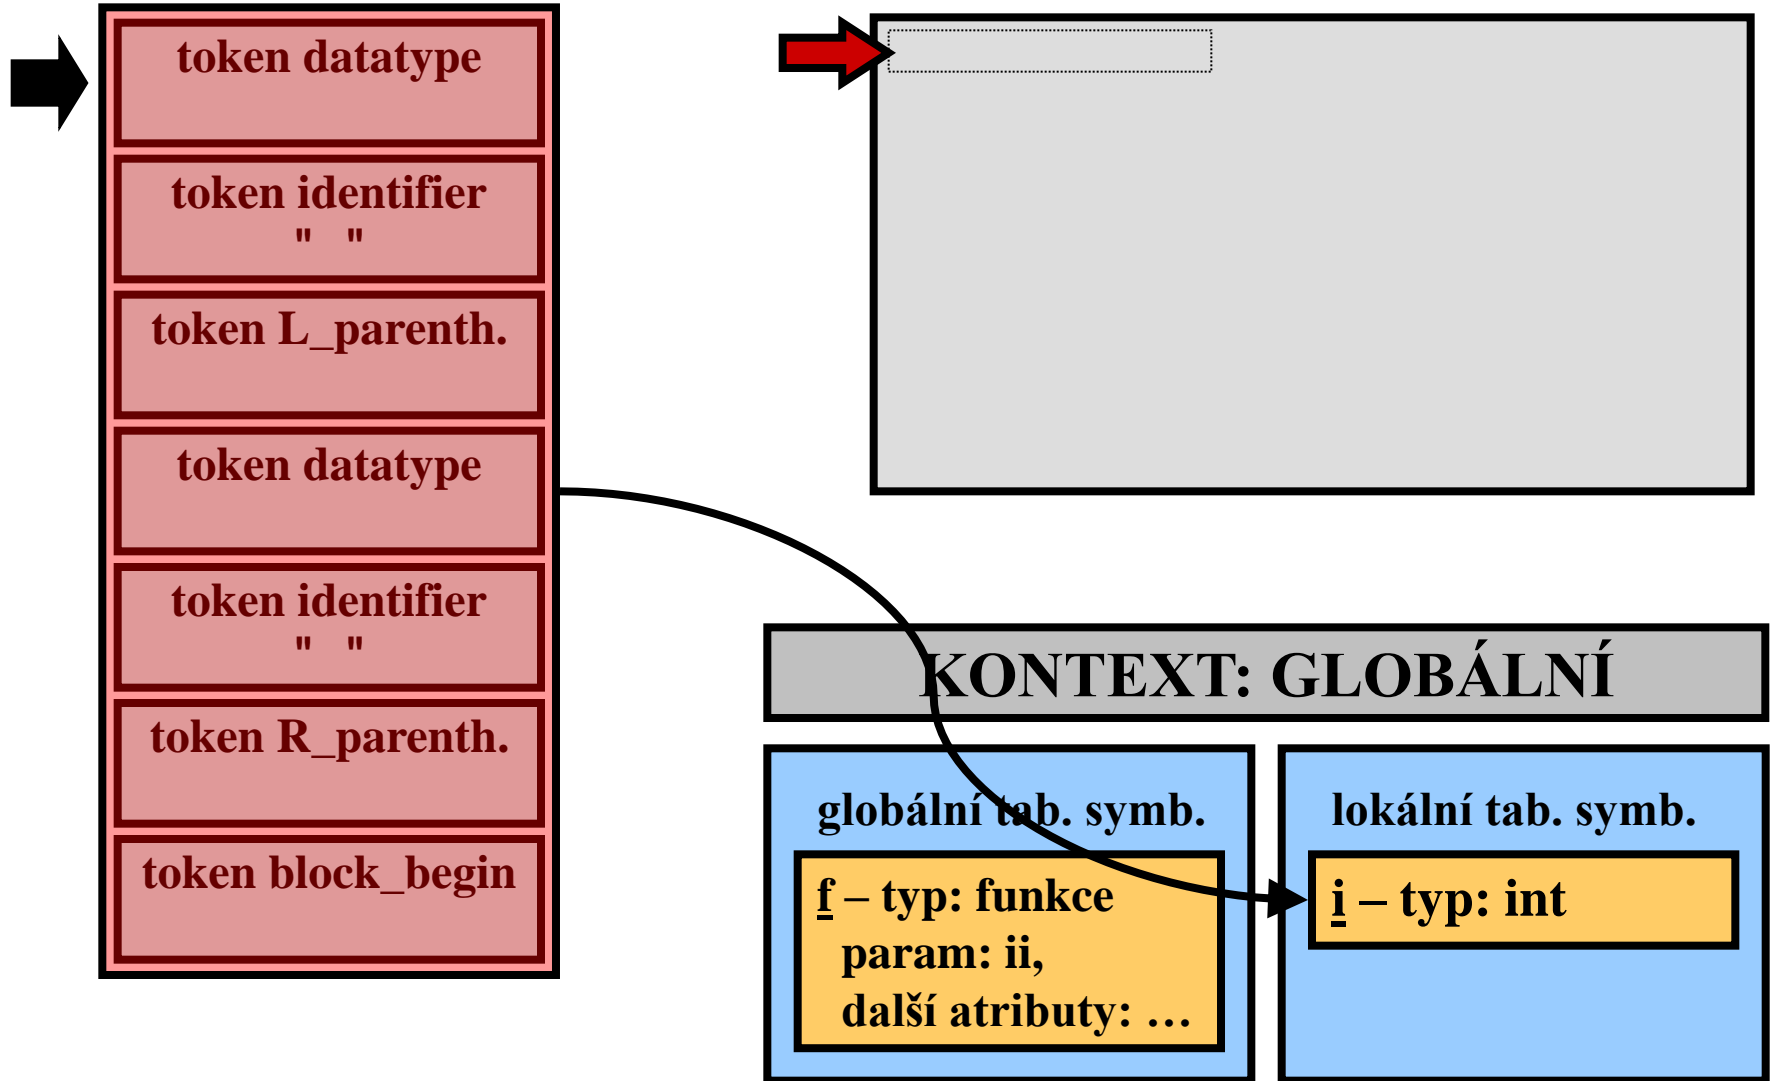 token datatype
token identifier
" "
token L_parenth.
token datatype
token identifier
" "
token R_parenth.
token block_begin
KONTEXT: GLOBÁLNÍ
globální tab. symb.
f – typ: funkce
param: ii,
další atributy: …
lokální tab. symb.
i – typ: int